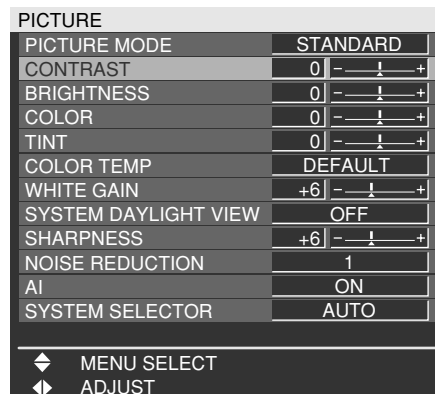 PICTURE
PICTURE MODE STANDARD
CONTRAST 0 - +
BRIGHTNESS 0 - +
COLOR 0 - +
TINT 0 - +
COLOR TEMP DEFAULT
WHITE GAIN +6 - +
SYSTEM DAYLIGHT VIEW OFF
SHARPNESS +6 - +
NOISE REDUCTION 1
AI ON
SYSTEM SELECTOR AUTO
MENU SELECT
ADJUST